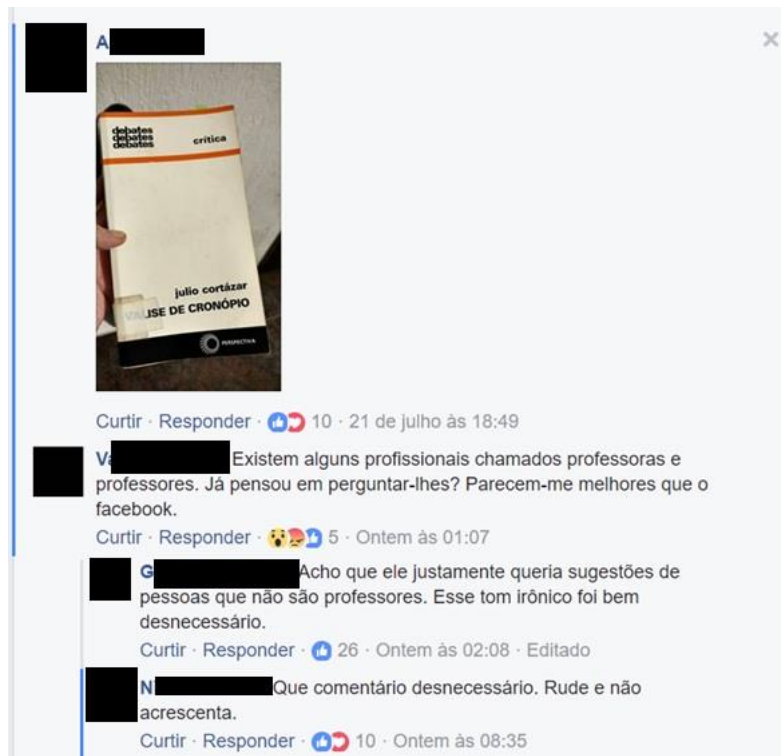 A
debates
debates
debates
crítica
julio cortázar
VALISE DE CRONÓPIO
PERSPECTIVA
Curtir · Responder · 10 · 21 de julho às 18:49
Va Existem alguns profissionais chamados professoras e
professores. Já pensou em perguntar-lhes? Parecem-me melhores que o
facebook.
Curtir · Responder · 5 · Ontem às 01:07
G Acho que ele justamente queria sugestões de
pessoas que não são professores. Esse tom irônico foi bem
desnecessário.
Curtir · Responder · 26 · Ontem às 02:08 · Editado
N Que comentário desnecessário. Rude e não
acrescenta.
Curtir · Responder · 10 · Ontem às 08:35